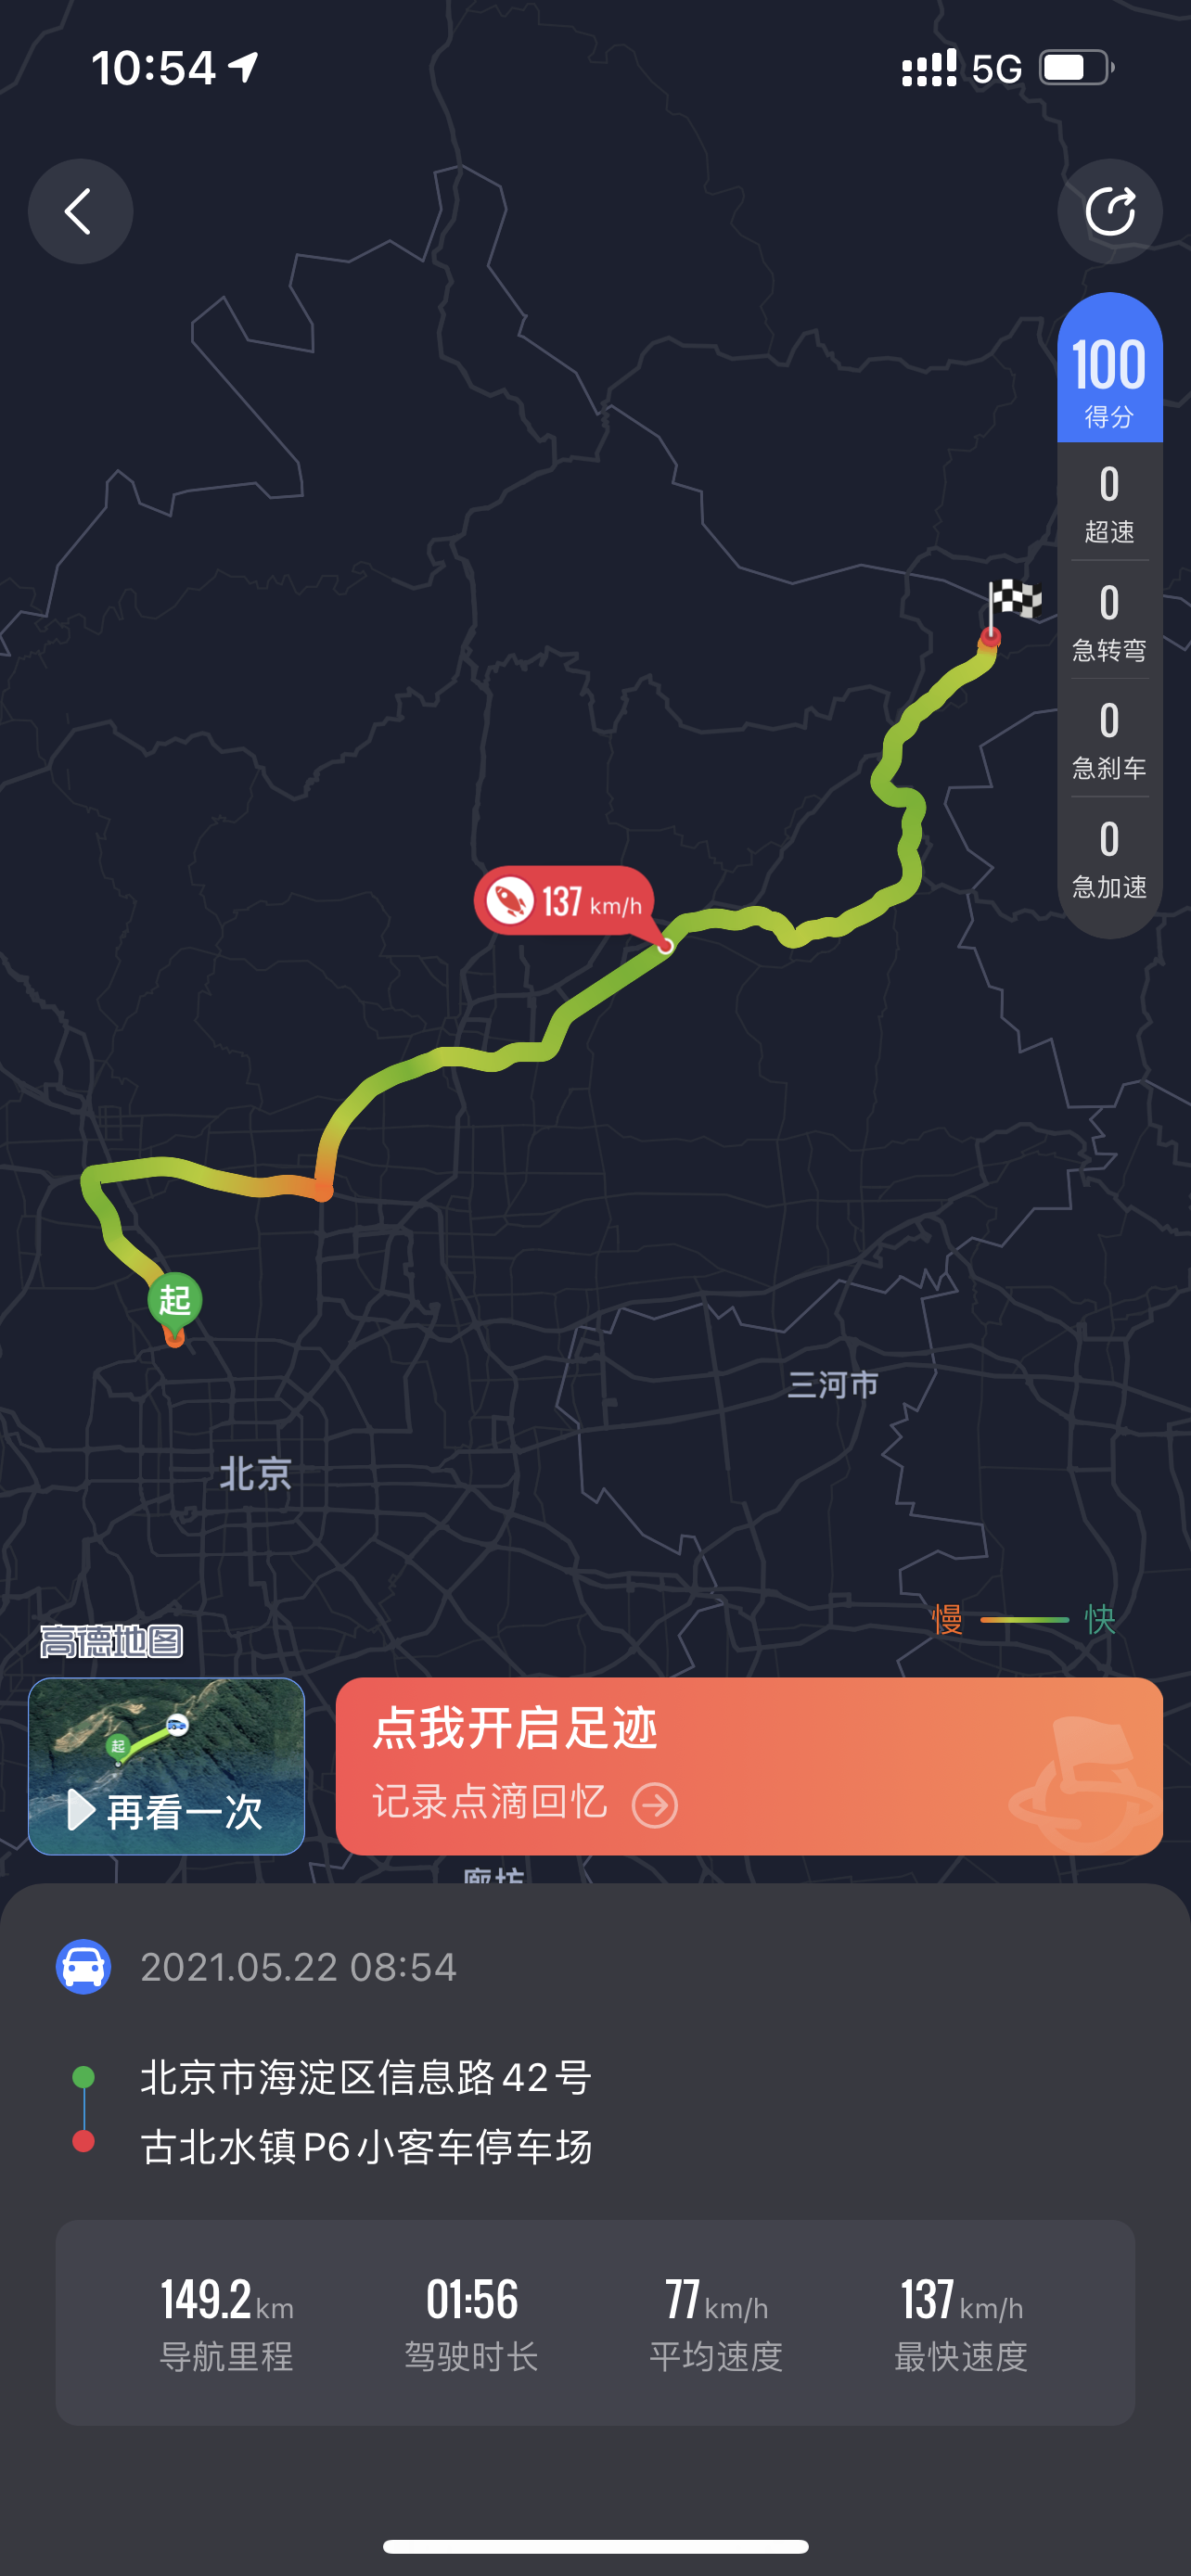 10:54
5G
100
得分
0
超速
0
急转弯
0
急刹车
0
急加速
137 km/h
起
三河市
北京
慢 快
高德地图
起
再看一次
点我开启足迹
记录点滴回忆
廊坊
2021.05.22 08:54
北京市海淀区信息路42号
古北水镇P6小客车停车场
149.2km 01:56 77km/h 137km/h
导航里程 驾驶时长 平均速度 最快速度